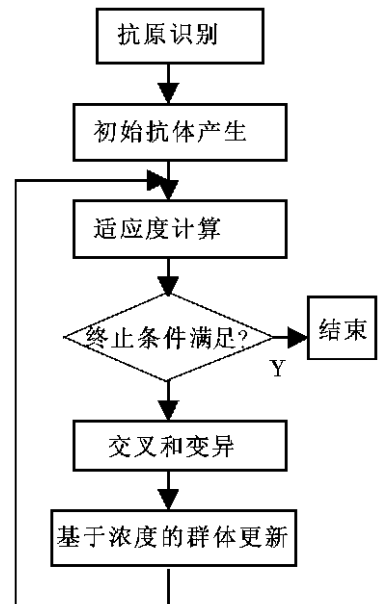 抗原识别
初始抗体产生
适应度计算
终止条件满足?
结束
Y
交叉和变异
基于浓度的群体更新